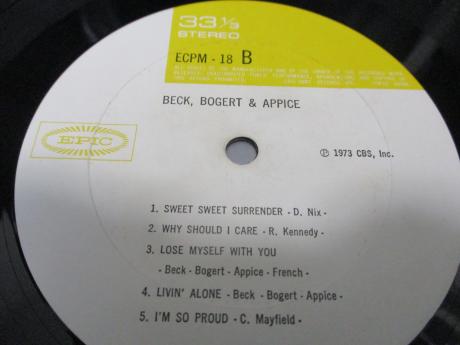 33 1/3
STEREO
ECPM - 18 B
BECK, BOGERT & APPICE
EPIC
℗ 1973 CBS, Inc.
1. SWEET SWEET SURRENDER - D. Nix -
2. WHY SHOULD I CARE - R. Kennedy -
3. LOSE MYSELF WITH YOU
- Beck - Bogert - Appice - French -
4. LIVIN' ALONE - Beck - Bogert - Appice -
5. I'M SO PROUD - C. Mayfield -